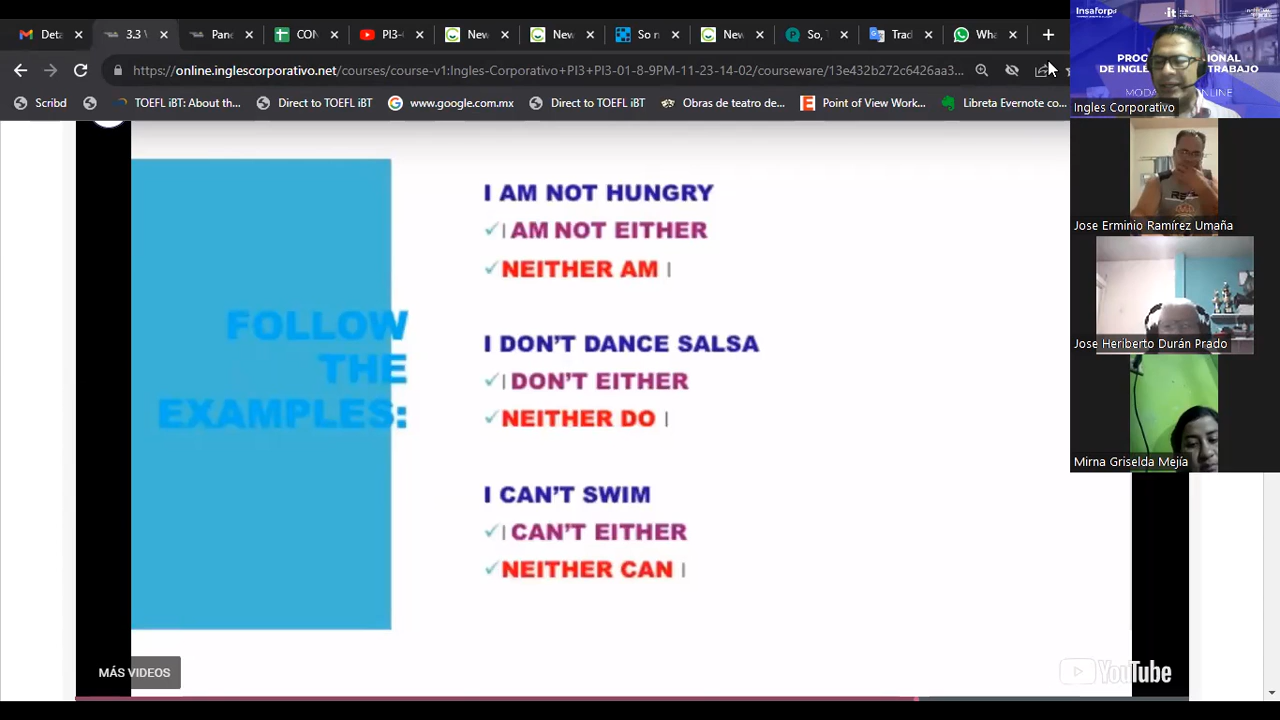 Deta
3.3 \
Pane
CON
PI3-
New
New
So n
New
So,
Trac
Wha
https://online.inglescorporativo.net/courses/course-v1:Ingles-Corporativo+PI3+PI3-01-8-9PM-11-23-14-02/courseware/13c432b272c6426a83...
Scribd
TOEFL iBT: About th...
Direct to TOEFL iBT
www.google.com.mx
Direct to TOEFL iBT
Obras de teatro de...
Point of View Work...
Libreta Evernote co...
FOLLOW
THE
EXAMPLES:
I AM NOT HUNGRY
✓I AM NOT EITHER
✓NEITHER AM I
I DON'T DANCE SALSA
✓I DON'T EITHER
✓NEITHER DO I
I CAN'T SWIM
✓I CAN'T EITHER
✓NEITHER CAN I
MÁS VIDEOS
YouTube
Insaforp
it
Ingles Corporativo
Jose Erminio Ramírez Umaña
Jose Heriberto Durán Prado
Mirna Griselda Mejía